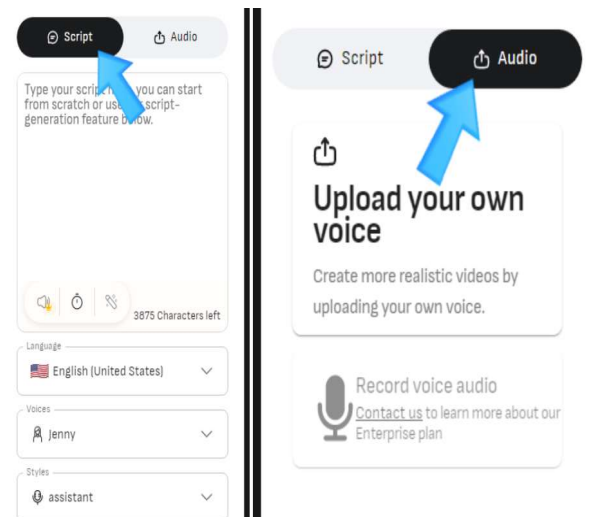 Script
Audio
Type your script you can start
from scratch or use script-
generation feature below.
3875 Characters left
Language
English (United States)
Voices
Jenny
Styles
assistant
Script
Audio
Upload your own
voice
Create more realistic videos by
uploading your own voice.
Record voice audio
Contact us to learn more about our
Enterprise plan